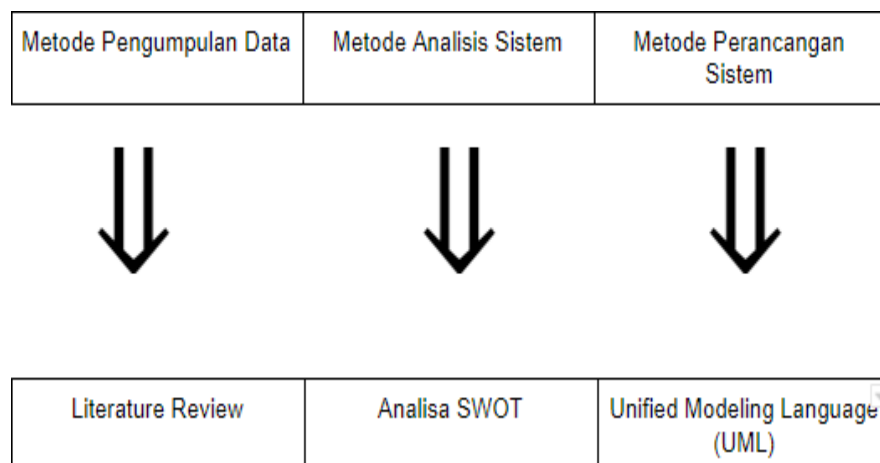 Metode Pengumpulan Data
Metode Analisis Sistem
Metode Perancangan
Sistem
Literature Review
Analisa SWOT
Unified Modeling Language
(UML)